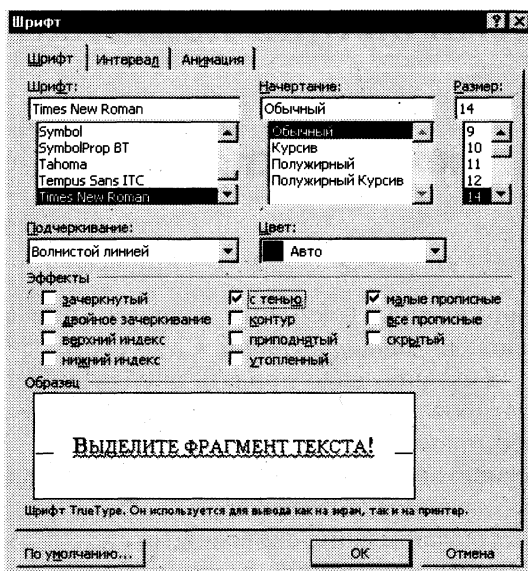 Шрифт
Шрифт Интервал Анимация
Шрифт: Начертание: Размер:
Times New Roman Обычный 14
Symbol Обычный 9
SymbolProp BT Курсив 10
Tahoma Полужирный 11
Tempus Sans ITC Полужирный Курсив 12
Times New Roman 14
Подчеркивание: Цвет:
Волнистой линией Авто
Эффекты
зачеркнутый с тенью малые прописные
двойное зачеркивание контур все прописные
верхний индекс приподнятый скрытый
нижний индекс утопленный
Образец
ВЫДЕЛИТЕ ФРАГМЕНТ ТЕКСТА!
Шрифт TrueType. Он используется для вывода как на экран, так и на принтер.
По умолчанию... ОК Отмена